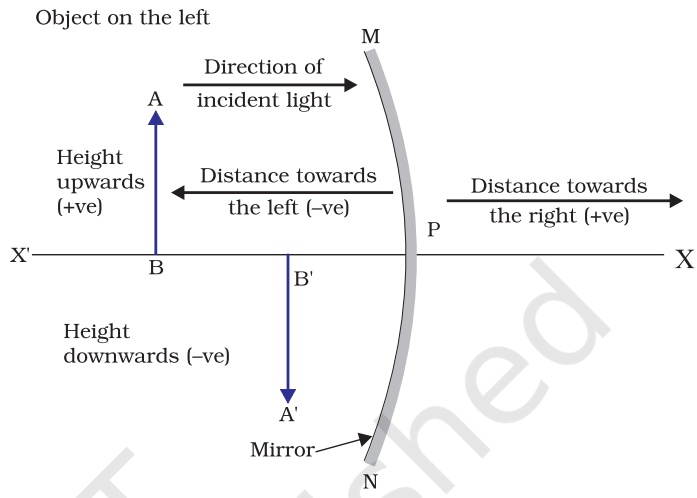 Object on the left
M
Direction of
incident light
A
Height
upwards
(+ve)
Distance towards
the left (–ve)
Distance towards
the right (+ve)
P
X'
B
B'
X
Height
downwards (–ve)
A'
Mirror
N